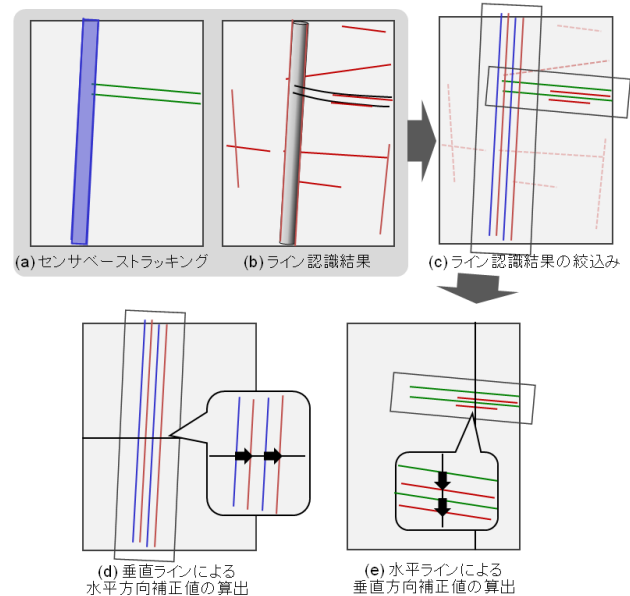 (a) センサベーストラッキング
(b) ライン認識結果
(c) ライン認識結果の絞込み
(d) 垂直ラインによる
水平方向補正値の算出
(e) 水平ラインによる
垂直方向補正値の算出